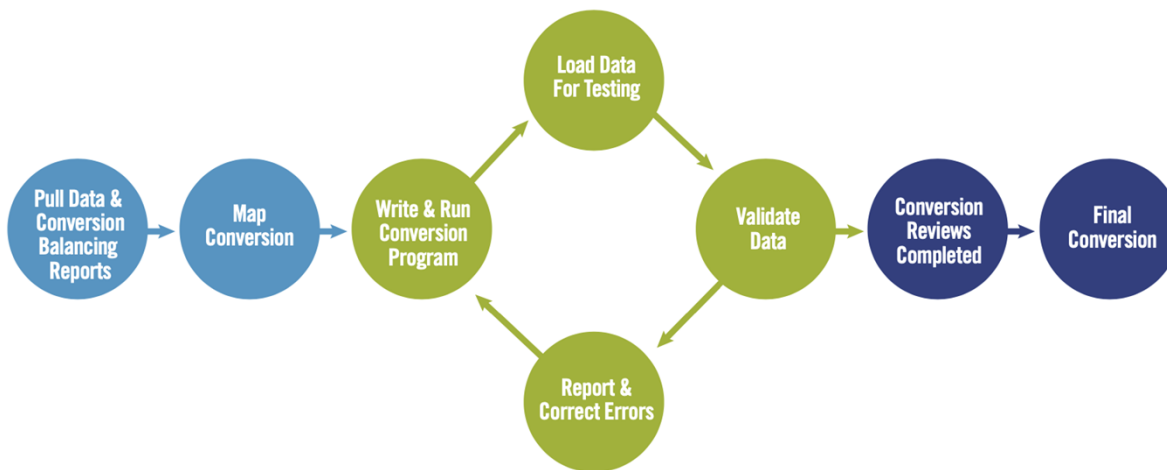 Pull Data &
Conversion
Balancing
Reports
Map
Conversion
Write & Run
Conversion
Program
Load Data
For Testing
Validate
Data
Report &
Correct Errors
Conversion
Reviews
Completed
Final
Conversion